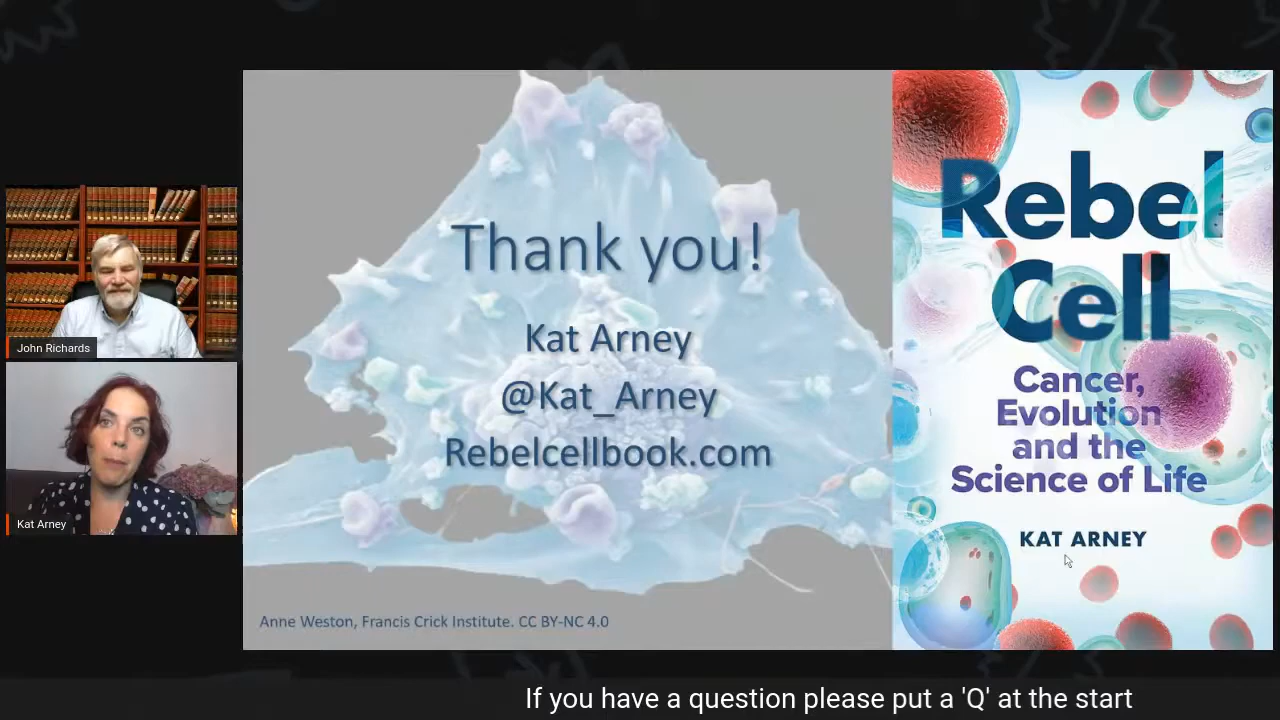 John Richards
Kat Arney
Thank you!
Kat Arney
@Kat_Arney
Rebelcellbook.com
Anne Weston, Francis Crick Institute. CC BY-NC 4.0
Rebel
Cell
Cancer,
Evolution
and the
Science of Life
KAT ARNEY
If you have a question please put a 'Q' at the start